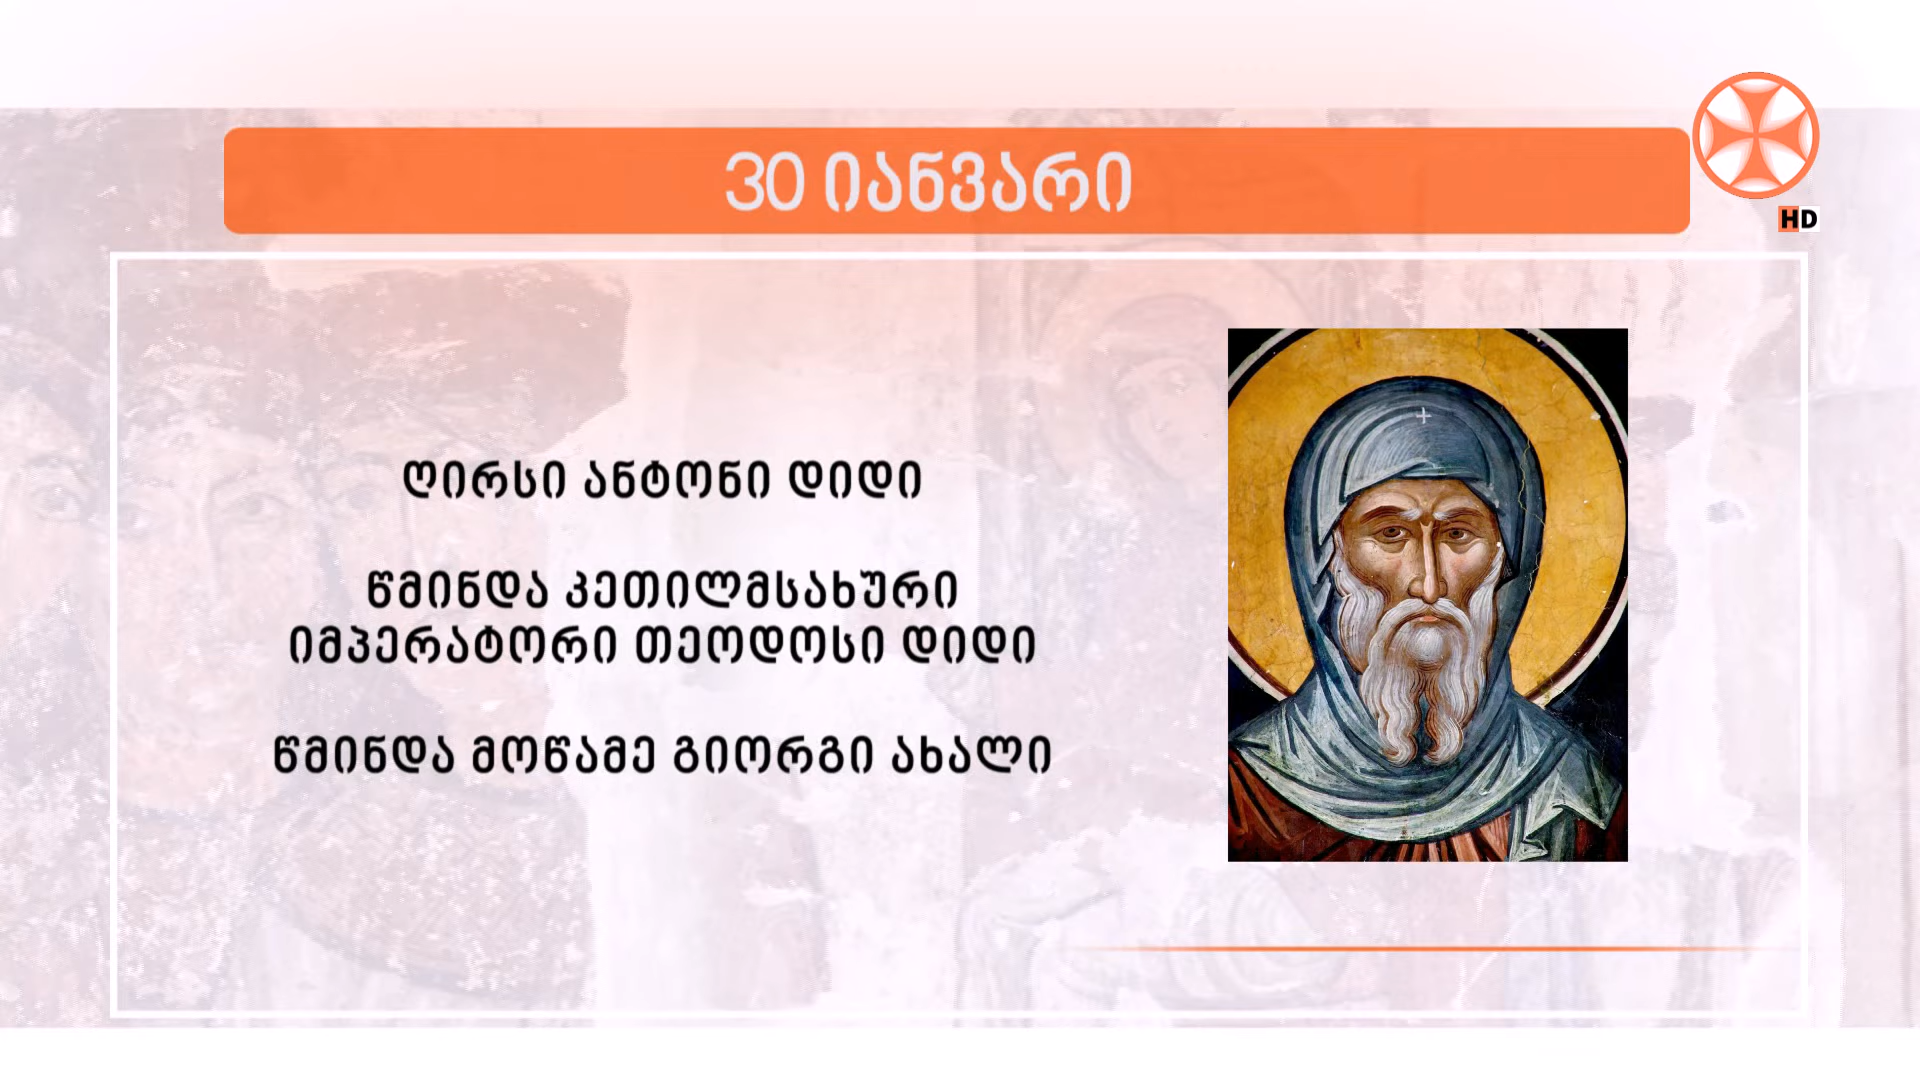 30 იანვარი
HD
ღირსი ანტონი დიდი
წმინდა კეთილმსახური
იმპერატორი თეოდოსი დიდი
წმინდა მოწამე გიორგი ახალი